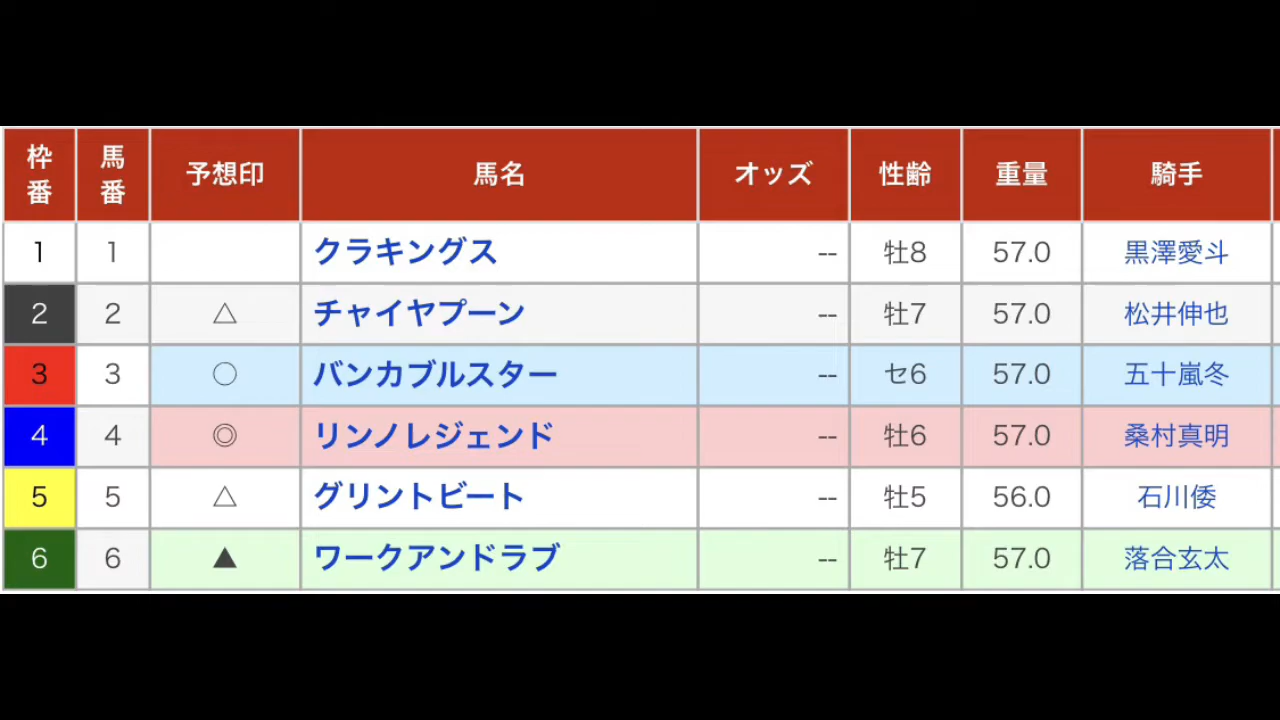 枠番 馬番 予想印 馬名 オッズ 性齢 重量 騎手
1 1 クラキングス -- 牡8 57.0 黒澤愛斗
2 2 △ チャイヤプーン -- 牡7 57.0 松井伸也
3 3 ○ バンカブルスター -- セ6 57.0 五十嵐冬
4 4 ◎ リンノレジェンド -- 牡6 57.0 桑村真明
5 5 △ グリントビート -- 牡5 56.0 石川倭
6 6 ▲ ワークアンドラブ -- 牡7 57.0 落合玄太